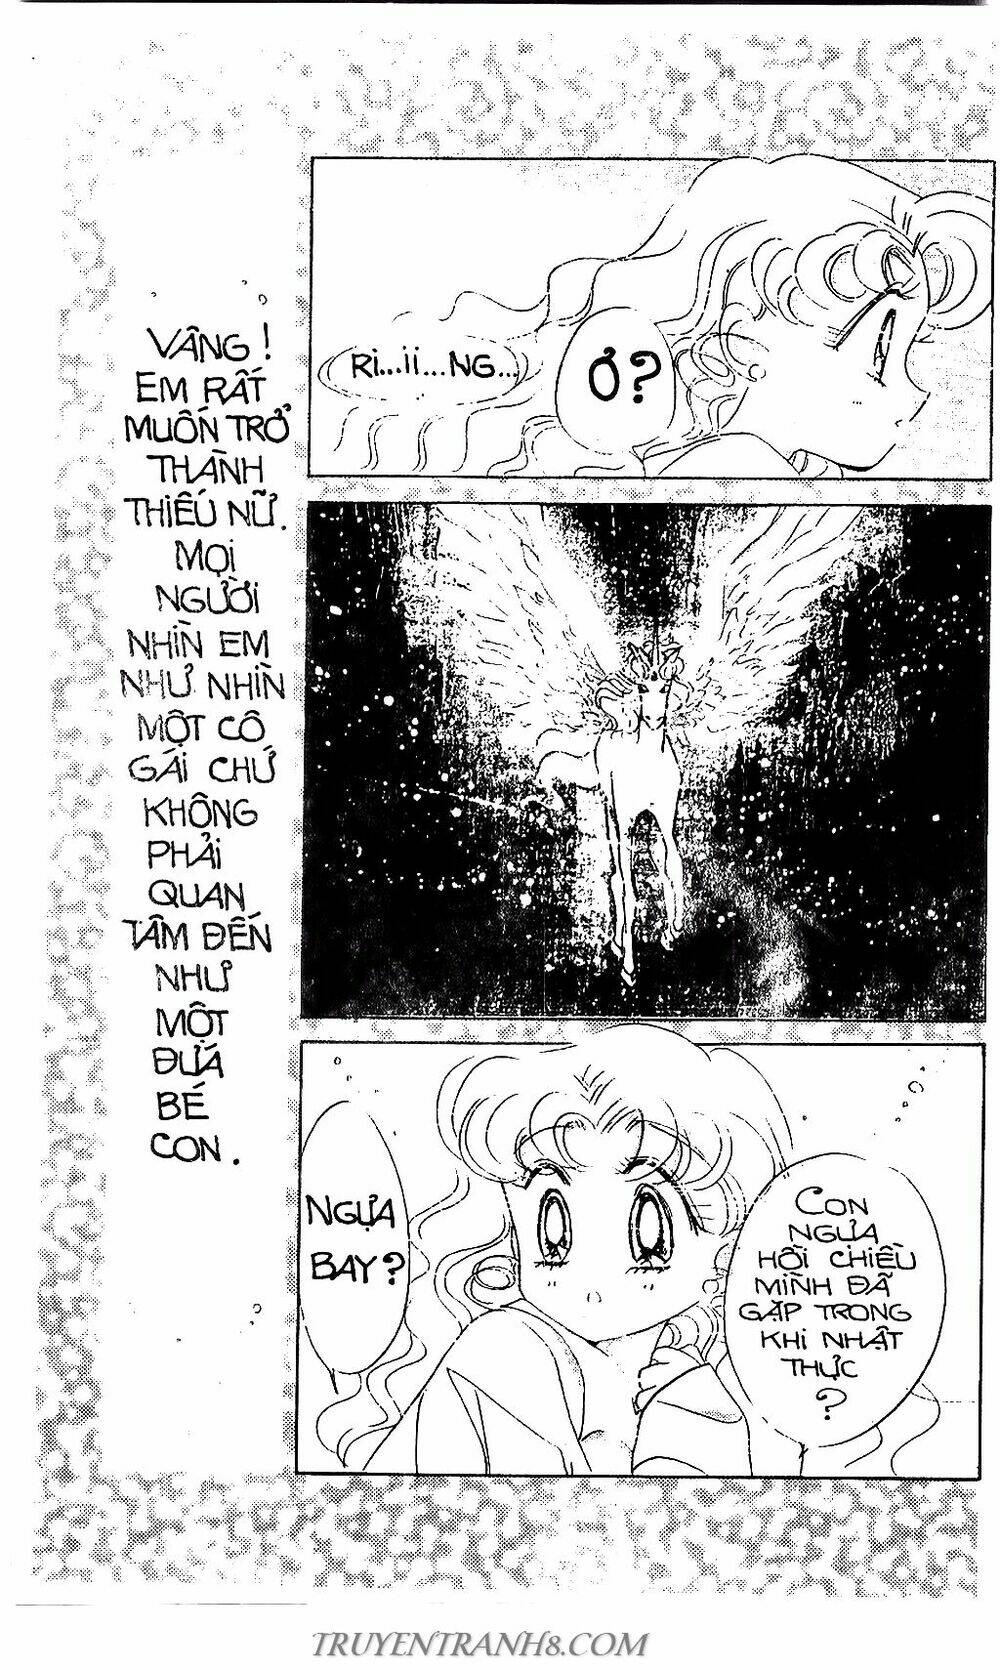 VÂNG!
EM RẤT
MUỐN TRỞ
THÀNH
THIẾU NỮ.
MỌI
NGƯỜI
NHÌN EM
NHƯ NHÌN
MỘT CÔ
GÁI CHỨ
KHÔNG
PHẢI
QUAN
TÂM ĐẾN
NHƯ
MỘT
ĐỨA
BÉ
CON.
RI...ii...NG...
Ơ?
NGỰA
BAY?
CON
NGỰA
HỒI CHIỀU
MÌNH ĐÃ
GẶP TRONG
KHI NHẬT
THỰC
?
TRUYENTRANH8.COM